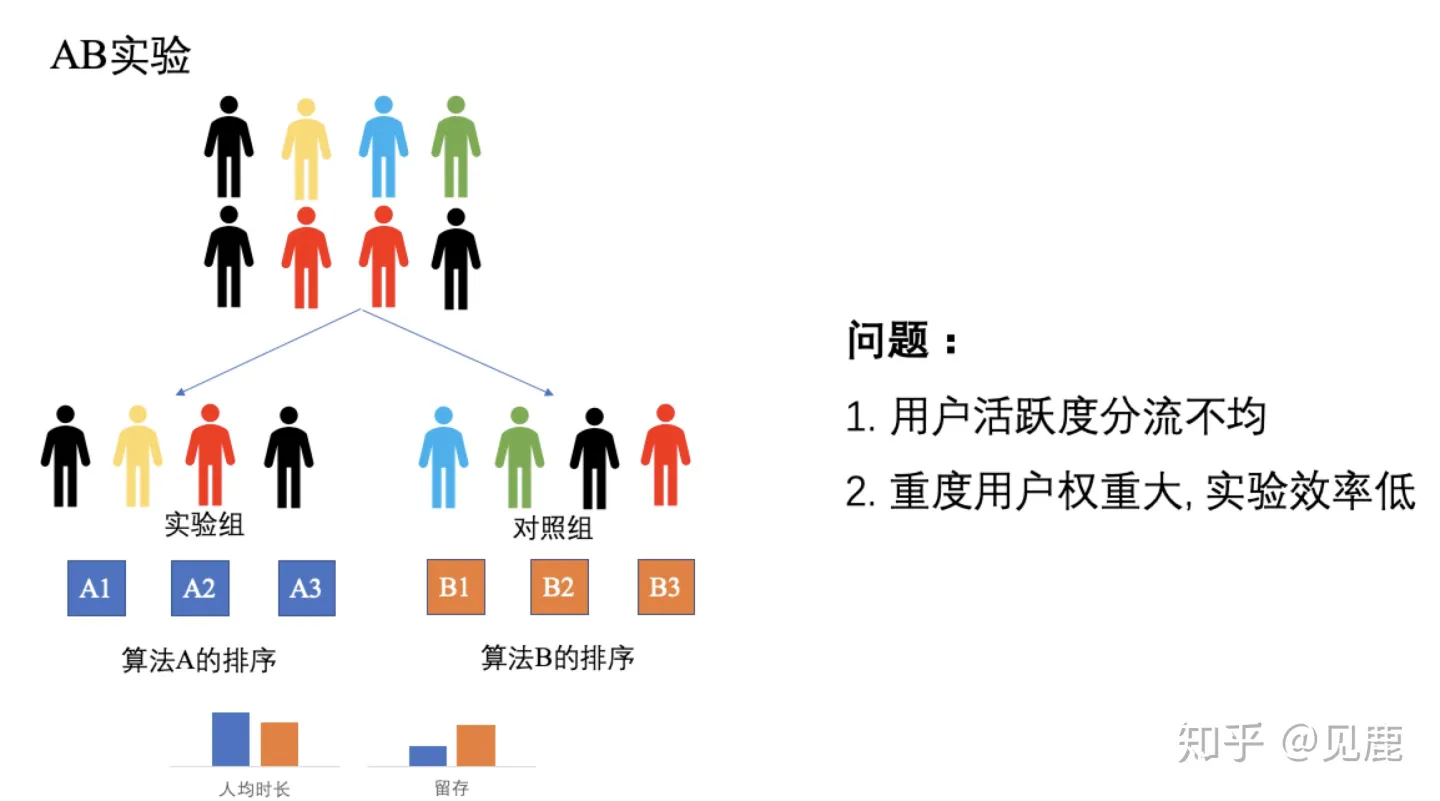 AB实验
实验组
对照组
A1 A2 A3
B1 B2 B3
算法A的排序
算法B的排序
人均时长
留存
问题：
1. 用户活跃度分流不均
2. 重度用户权重大, 实验效率低
知乎 @见鹿